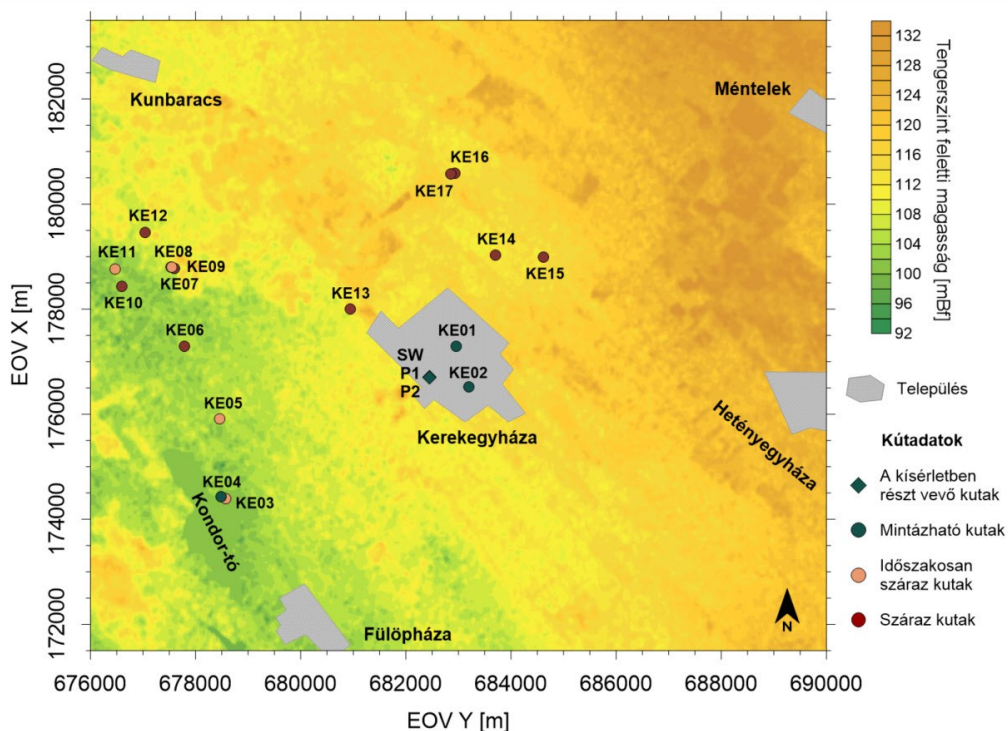 Kunbaracs
Méntelek
KE16
KE17
KE12
KE11
KE08
KE09
KE07
KE10
KE14
KE15
KE13
KE06
KE01
SW
P1
P2
KE02
KE05
Kerekegyháza
Hetényegyháza
KE04
KE03
Kondor-tó
Fülöpháza
N
EOV X [m]
182000
180000
178000
176000
174000
172000
676000 678000 680000 682000 684000 686000 688000 690000
EOV Y [m]
132
128
124
120
116
112
108
104
100
96
92
Tengerszint feletti magasság [mBf]
Település
Kútadatok
A kísérletben
részt vevő kutak
Mintázható kutak
Időszakosan
száraz kutak
Száraz kutak